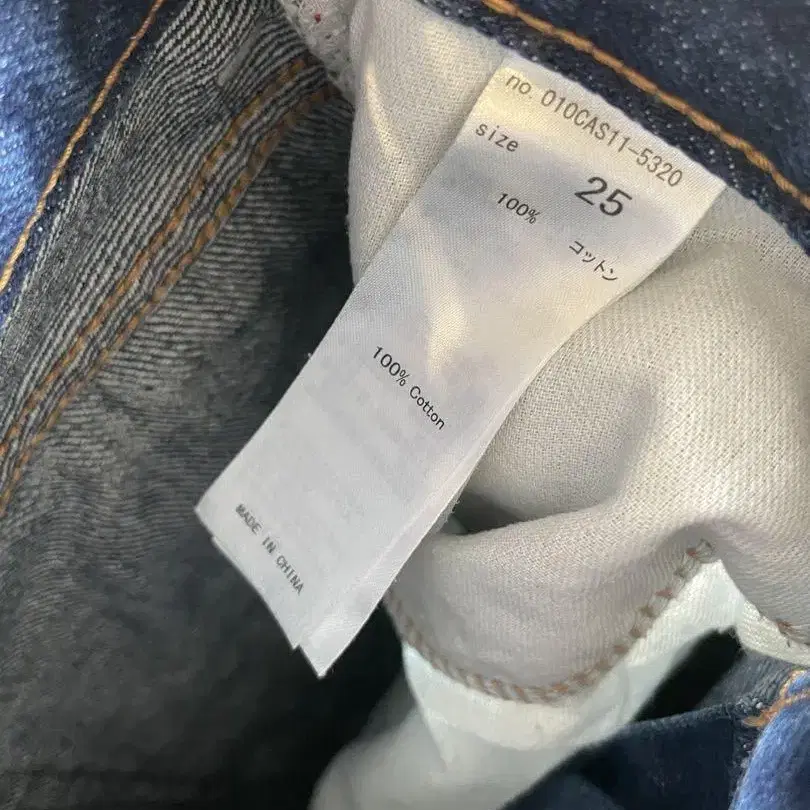 no. 010CAS11-5320
size
25
100% コットン
100% Cotton
MADE IN CHINA